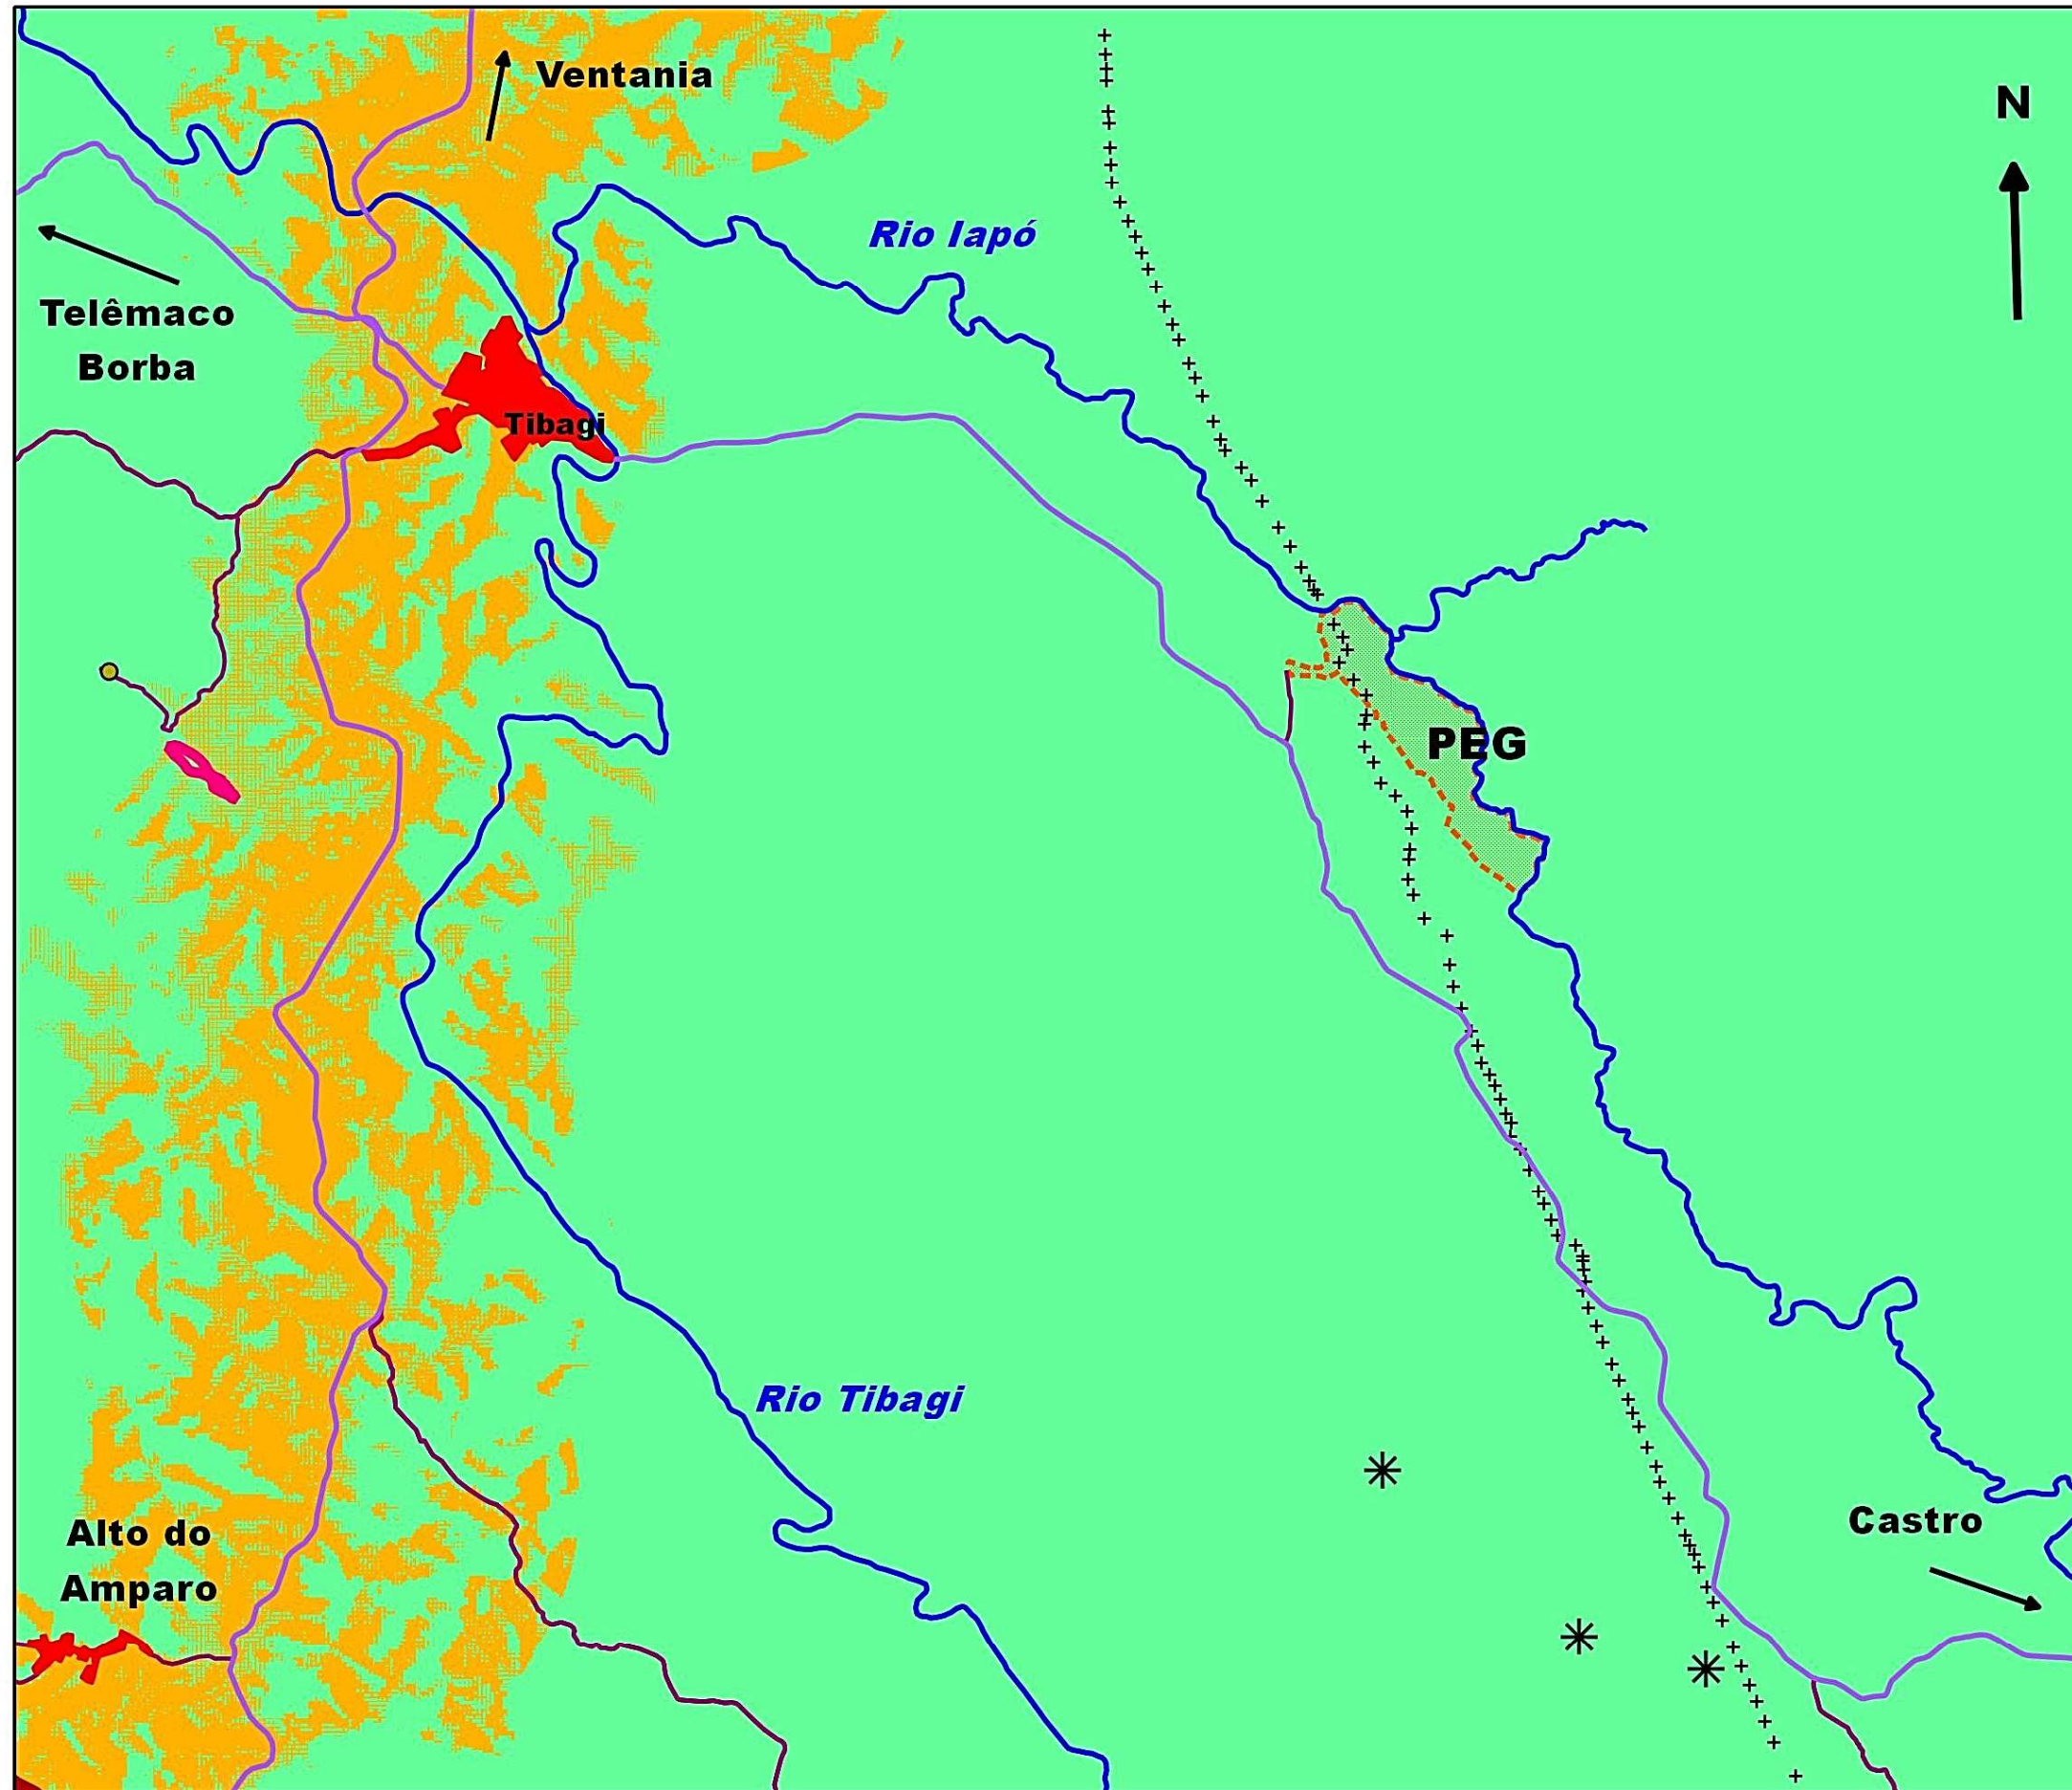 Ventania
N
Rio Iapó
Telêmaco
Borba
Tibagi
PEG
Rio Tibagi
Castro
Alto do
Amparo